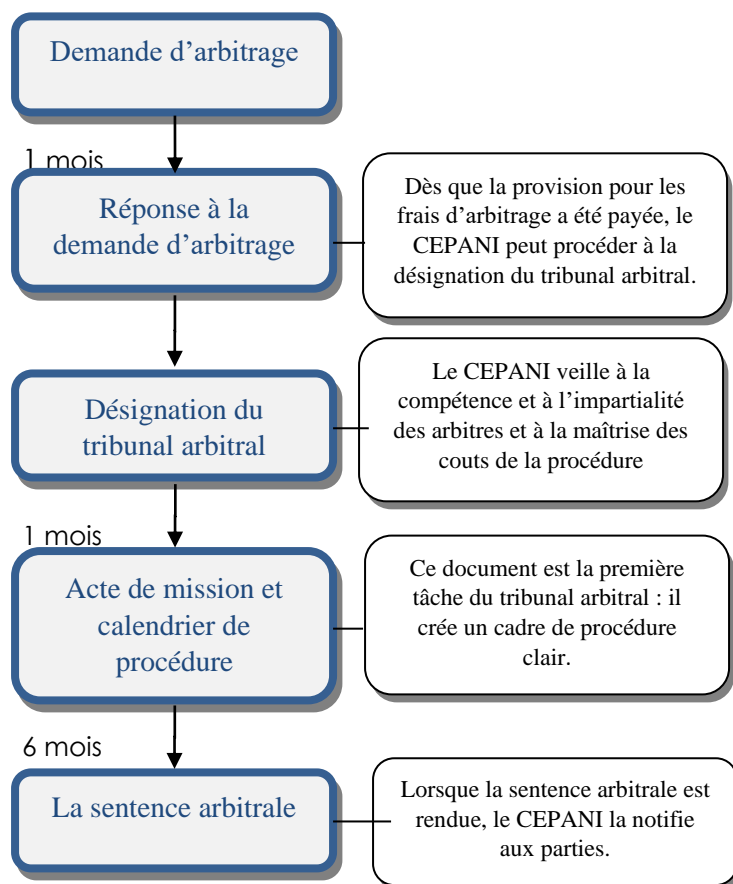 Demande d’arbitrage
1 mois
Réponse à la
demande d’arbitrage
Dès que la provision pour les
frais d’arbitrage a été payée, le
CEPANI peut procéder à la
désignation du tribunal arbitral.
Désignation du
tribunal arbitral
Le CEPANI veille à la
compétence et à l’impartialité
des arbitres et à la maîtrise des
couts de la procédure
1 mois
Acte de mission et
calendrier de
procédure
Ce document est la première
tâche du tribunal arbitral : il
crée un cadre de procédure
clair.
6 mois
La sentence arbitrale
Lorsque la sentence arbitrale est
rendue, le CEPANI la notifie
aux parties.